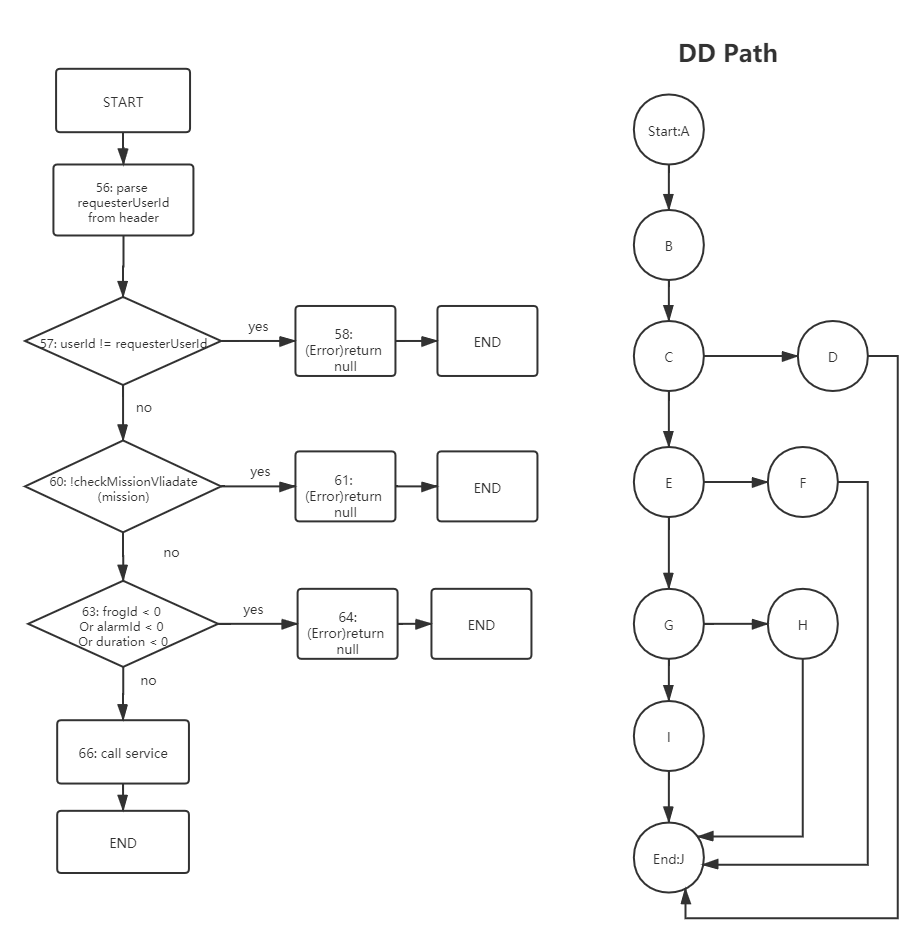 DD Path
START
56: parse
requesterUserId
from header
57: userId != requesterUserId
yes
58:
(Error)return
null
END
no
60: !checkMissionVliadate
(mission)
yes
61:
(Error)return
null
END
no
63: frogId < 0
Or alarmId < 0
Or duration < 0
yes
64:
(Error)return
null
END
no
66: call service
END
Start:A
B
C
D
E
F
G
H
I
End:J